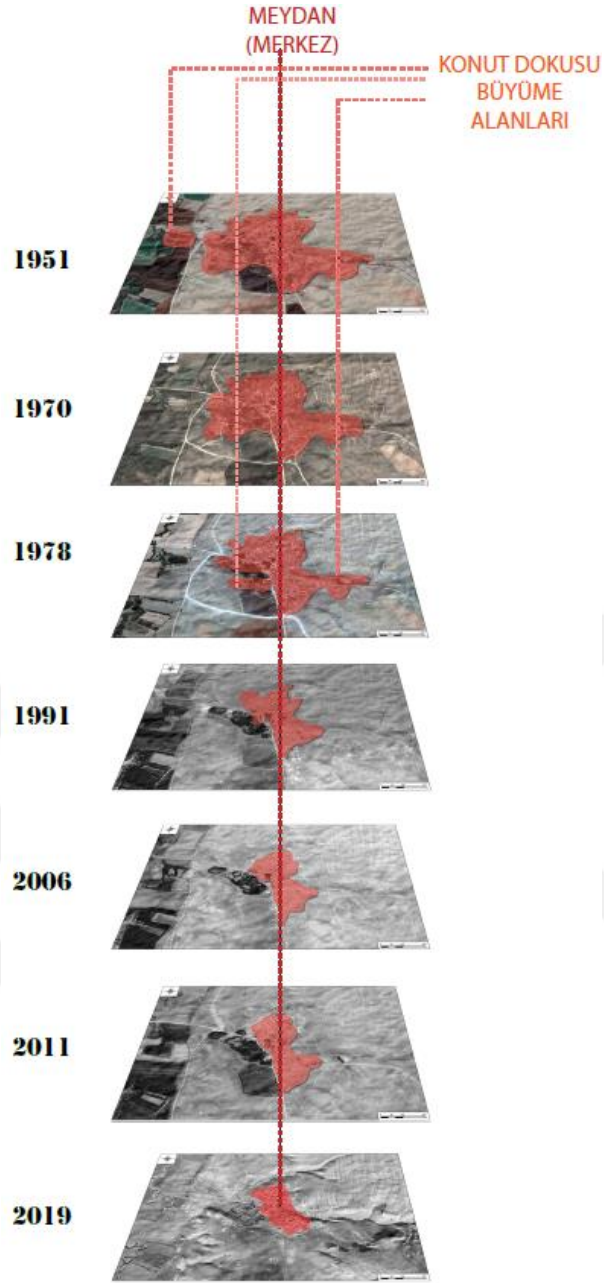 MEYDAN
(MERKEZ)
KONUT DOKUSU
BÜYÜME
ALANLARI
1951
1970
1978
1991
2006
2011
2019